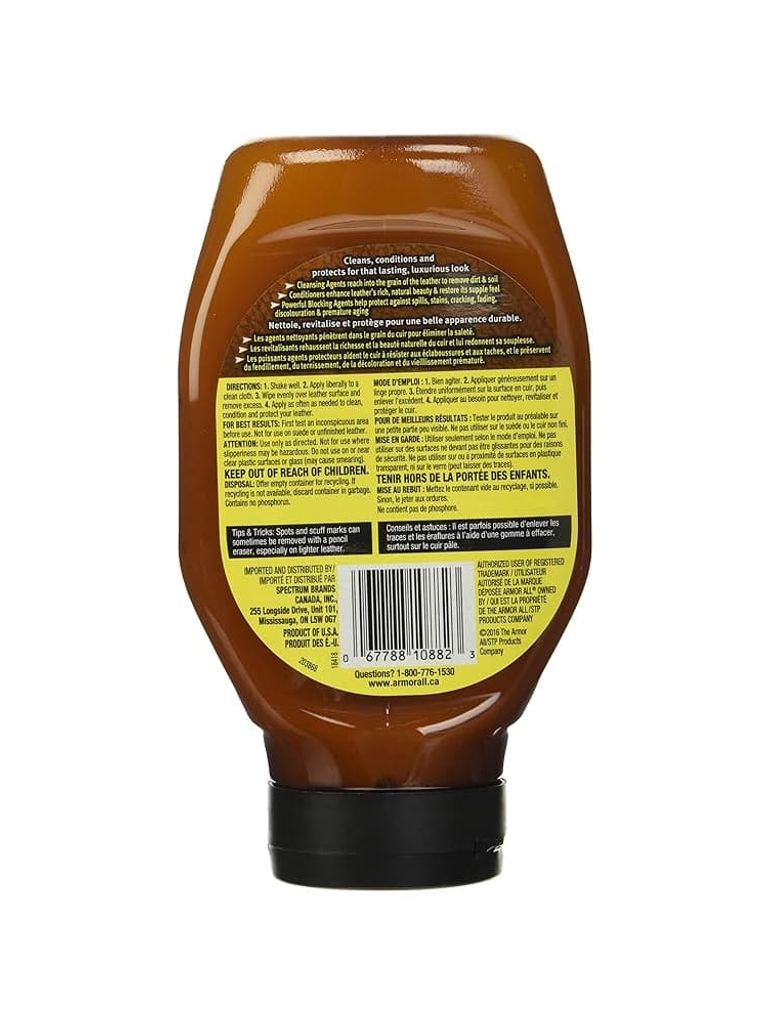 Cleans, conditions and
protects for that lasting, luxurious look
Cleansing Agents reach into the grain of the leather to remove dirt & soil
Conditioners enhance leather's rich, natural beauty & restore its supple feel
Powerful Blocking Agents help protect against spills, stains, cracking, fading,
discolouration & premature aging
Nettoie, revitalise et protège pour une belle apparence durable.
Les agents nettoyants pénètrent dans le grain du cuir pour éliminer la saleté.
Les revitalisants rehaussent la richesse et la beauté naturelle du cuir et lui redonnent sa souplesse.
Les puissants agents protecteurs aident le cuir à résister aux éclaboussures et aux taches, et le préservent
du fendillement, du ternissement, de la décoloration et du vieillissement prématuré.
DIRECTIONS: 1. Shake well. 2. Apply liberally to a
clean cloth. 3. Wipe evenly over leather surface and
remove excess. 4. Apply as often as needed to clean,
condition and protect your leather.
FOR BEST RESULTS: First test an inconspicuous area
before use. Not for use on suede or unfinished leather.
ATTENTION: Use only as directed. Not for use where
slipperiness may be hazardous. Do not use on or near
clear plastic surfaces or glass (may cause smearing).
KEEP OUT OF REACH OF CHILDREN.
DISPOSAL: Offer empty container for recycling. If
recycling is not available, discard container in garbage.
Contains no phosphorus.
MODE D'EMPLOI : 1. Bien agiter. 2. Appliquer généreusement sur un
linge propre. 3. Étendre uniformément sur la surface en cuir, puis
enlever l'excédent. 4. Appliquer au besoin pour nettoyer, revitaliser et
protéger le cuir.
POUR DE MEILLEURS RÉSULTATS : Tester le produit au préalable sur
une petite partie peu visible. Ne pas utiliser sur le suède ou le cuir non fini.
MISE EN GARDE : Utiliser seulement selon le mode d'emploi. Ne pas
utiliser sur des surfaces ne devant pas être glissantes pour des raisons
de sécurité. Ne pas utiliser sur ou à proximité de surfaces en plastique
transparent, ni sur le verre (peut laisser des traces).
TENIR HORS DE LA PORTÉE DES ENFANTS.
MISE AU REBUT : Mettez le contenant vide au recyclage, si possible.
Sinon, le jeter aux ordures.
Ne contient pas de phosphore.
Tips & Tricks: Spots and scuff marks can
sometimes be removed with a pencil
eraser, especially on lighter leather.
Conseils et astuces : Il est parfois possible d'enlever les
traces et les éraflures à l'aide d'une gomme à effacer,
surtout sur le cuir pâle.
IMPORTED AND DISTRIBUTED BY/
IMPORTÉ ET DISTRIBUÉ PAR
SPECTRUM BRANDS
CANADA, INC.,
255 Longside Drive, Unit 101,
Mississauga, ON L5W 0G7
PRODUCT OF U.S.A.
PRODUIT DES É.-U.
203868
18418
0 67788 10882 3
Questions? 1-800-776-1530
www.armorall.ca
AUTHORIZED USER OF REGISTERED
TRADEMARK / UTILISATEUR
AUTORISÉ DE LA MARQUE
DÉPOSÉE ARMOR ALL® OWNED
BY / QUI EST LA PROPRIÉTÉ
DE THE ARMOR ALL/STP
PRODUCTS COMPANY
©2016 The Armor
All/STP Products
Company